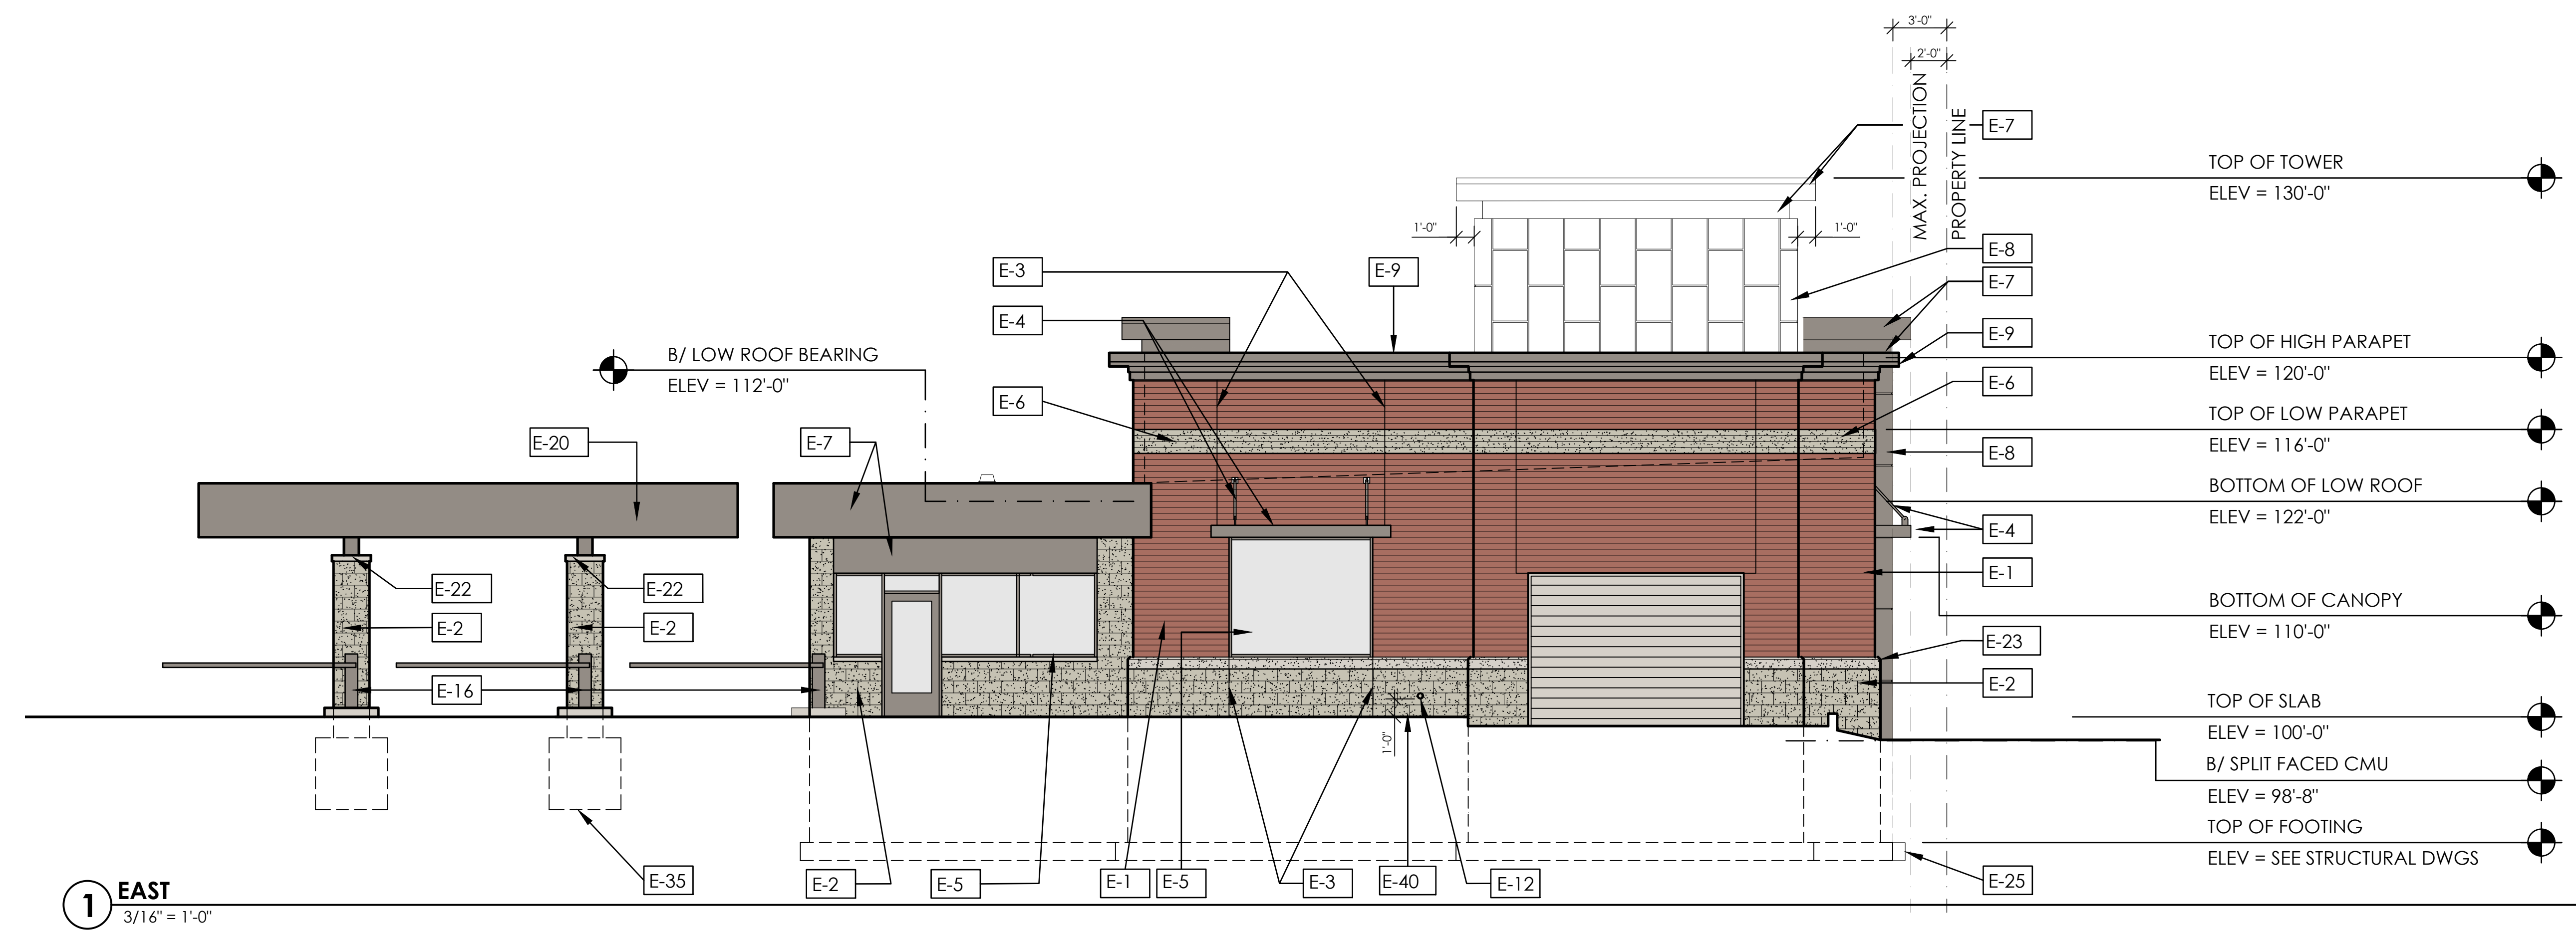 3'-0"
2'-0"
MAX. PROJECTION
PROPERTY LINE
E-7
TOP OF TOWER
ELEV = 130'-0"
1'-0"
1'-0"
E-8
E-3
E-9
E-7
E-4
E-9
B/ LOW ROOF BEARING
ELEV = 112'-0"
TOP OF HIGH PARAPET
ELEV = 120'-0"
E-6
E-6
TOP OF LOW PARAPET
ELEV = 116'-0"
E-20
E-7
E-8
BOTTOM OF LOW ROOF
ELEV = 122'-0"
E-4
E-1
E-22
E-22
E-2
E-2
BOTTOM OF CANOPY
ELEV = 110'-0"
E-23
E-16
E-2
TOP OF SLAB
ELEV = 100'-0"
1'-0"
B/ SPLIT FACED CMU
ELEV = 98'-8"
TOP OF FOOTING
ELEV = SEE STRUCTURAL DWGS
E-35
E-2
E-5
E-1
E-5
E-3
E-40
E-12
E-25
1
EAST
3/16" = 1'-0"